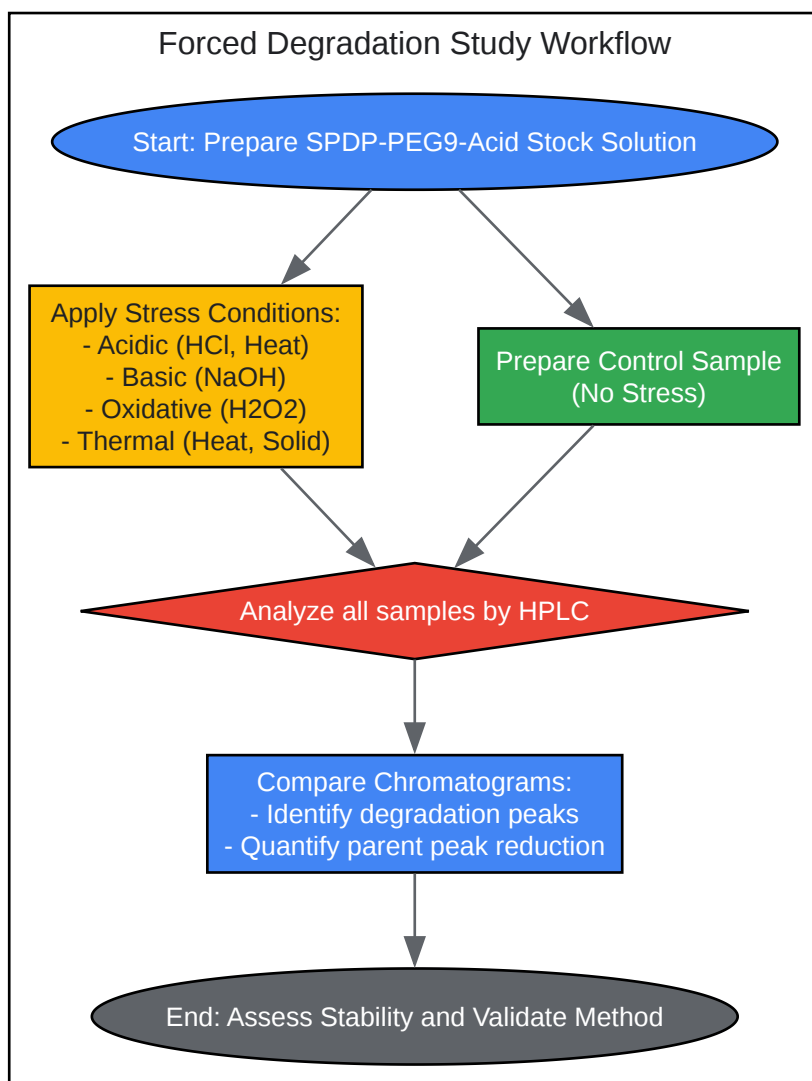 Forced Degradation Study Workflow
Start: Prepare SPDP-PEG9-Acid Stock Solution
Apply Stress Conditions:
- Acidic (HCl, Heat)
- Basic (NaOH)
- Oxidative (H2O2)
- Thermal (Heat, Solid)
Prepare Control Sample
(No Stress)
Analyze all samples by HPLC
Compare Chromatograms:
- Identify degradation peaks
- Quantify parent peak reduction
End: Assess Stability and Validate Method